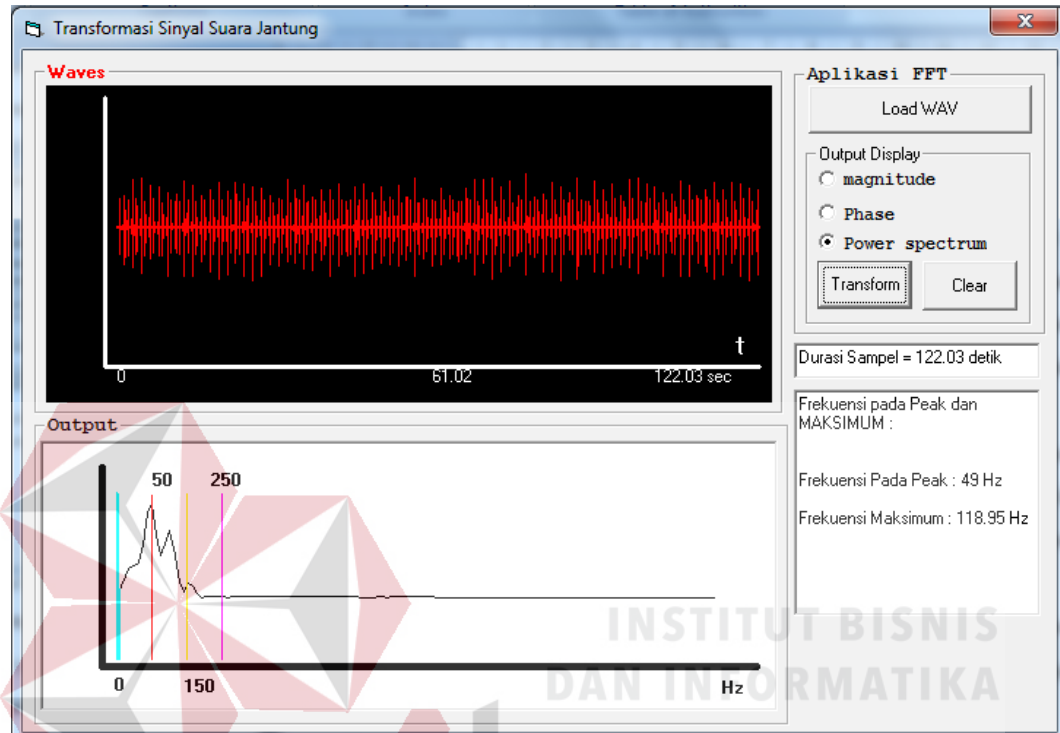 Transformasi Sinyal Suara Jantung
Waves
t
0 61.02 122.03 sec
Aplikasi FFT
Load WAV
Output Display
magnitude
Phase
Power spectrum
Transform Clear
Durasi Sampel = 122.03 detik
Frekuensi pada Peak dan
MAKSIMUM :
Frekuensi Pada Peak : 49 Hz
Frekuensi Maksimum : 118.95 Hz
Output
50 250
0 150 Hz
INSTITUT BISNIS
DAN INFORMATIKA